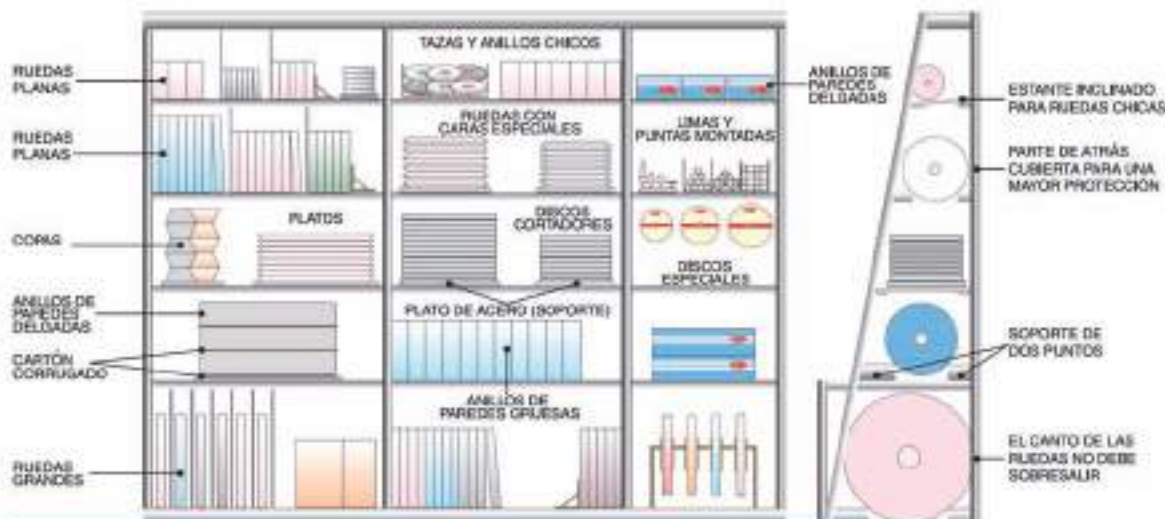 RUEDAS
PLANAS
TAZAS Y ANILLOS CHICOS
ANILLOS DE
PAREDES
DELGADAS
ESTANTE INCLINADO
PARA RUEDAS CHICAS
RUEDAS
PLANAS
RUEDAS CON
CARAS ESPECIALES
LIMAS Y
PUNTAS MONTADAS
PARTE DE ATRÁS
CUBIERTA PARA UNA
MAYOR PROTECCIÓN
COPAS
PLATOS
DISCOS
CORTADORES
DISCOS
ESPECIALES
ANILLOS DE
PAREDES
DELGADAS
CARTÓN
CORRUGADO
PLATO DE ACERO (SOPORTE)
SOPORTE DE
DOS PUNTOS
ANILLOS DE
PAREDES GRUESAS
RUEDAS
GRANDES
EL CANTO DE LAS
RUEDAS NO DEBE
SOBRESALIR